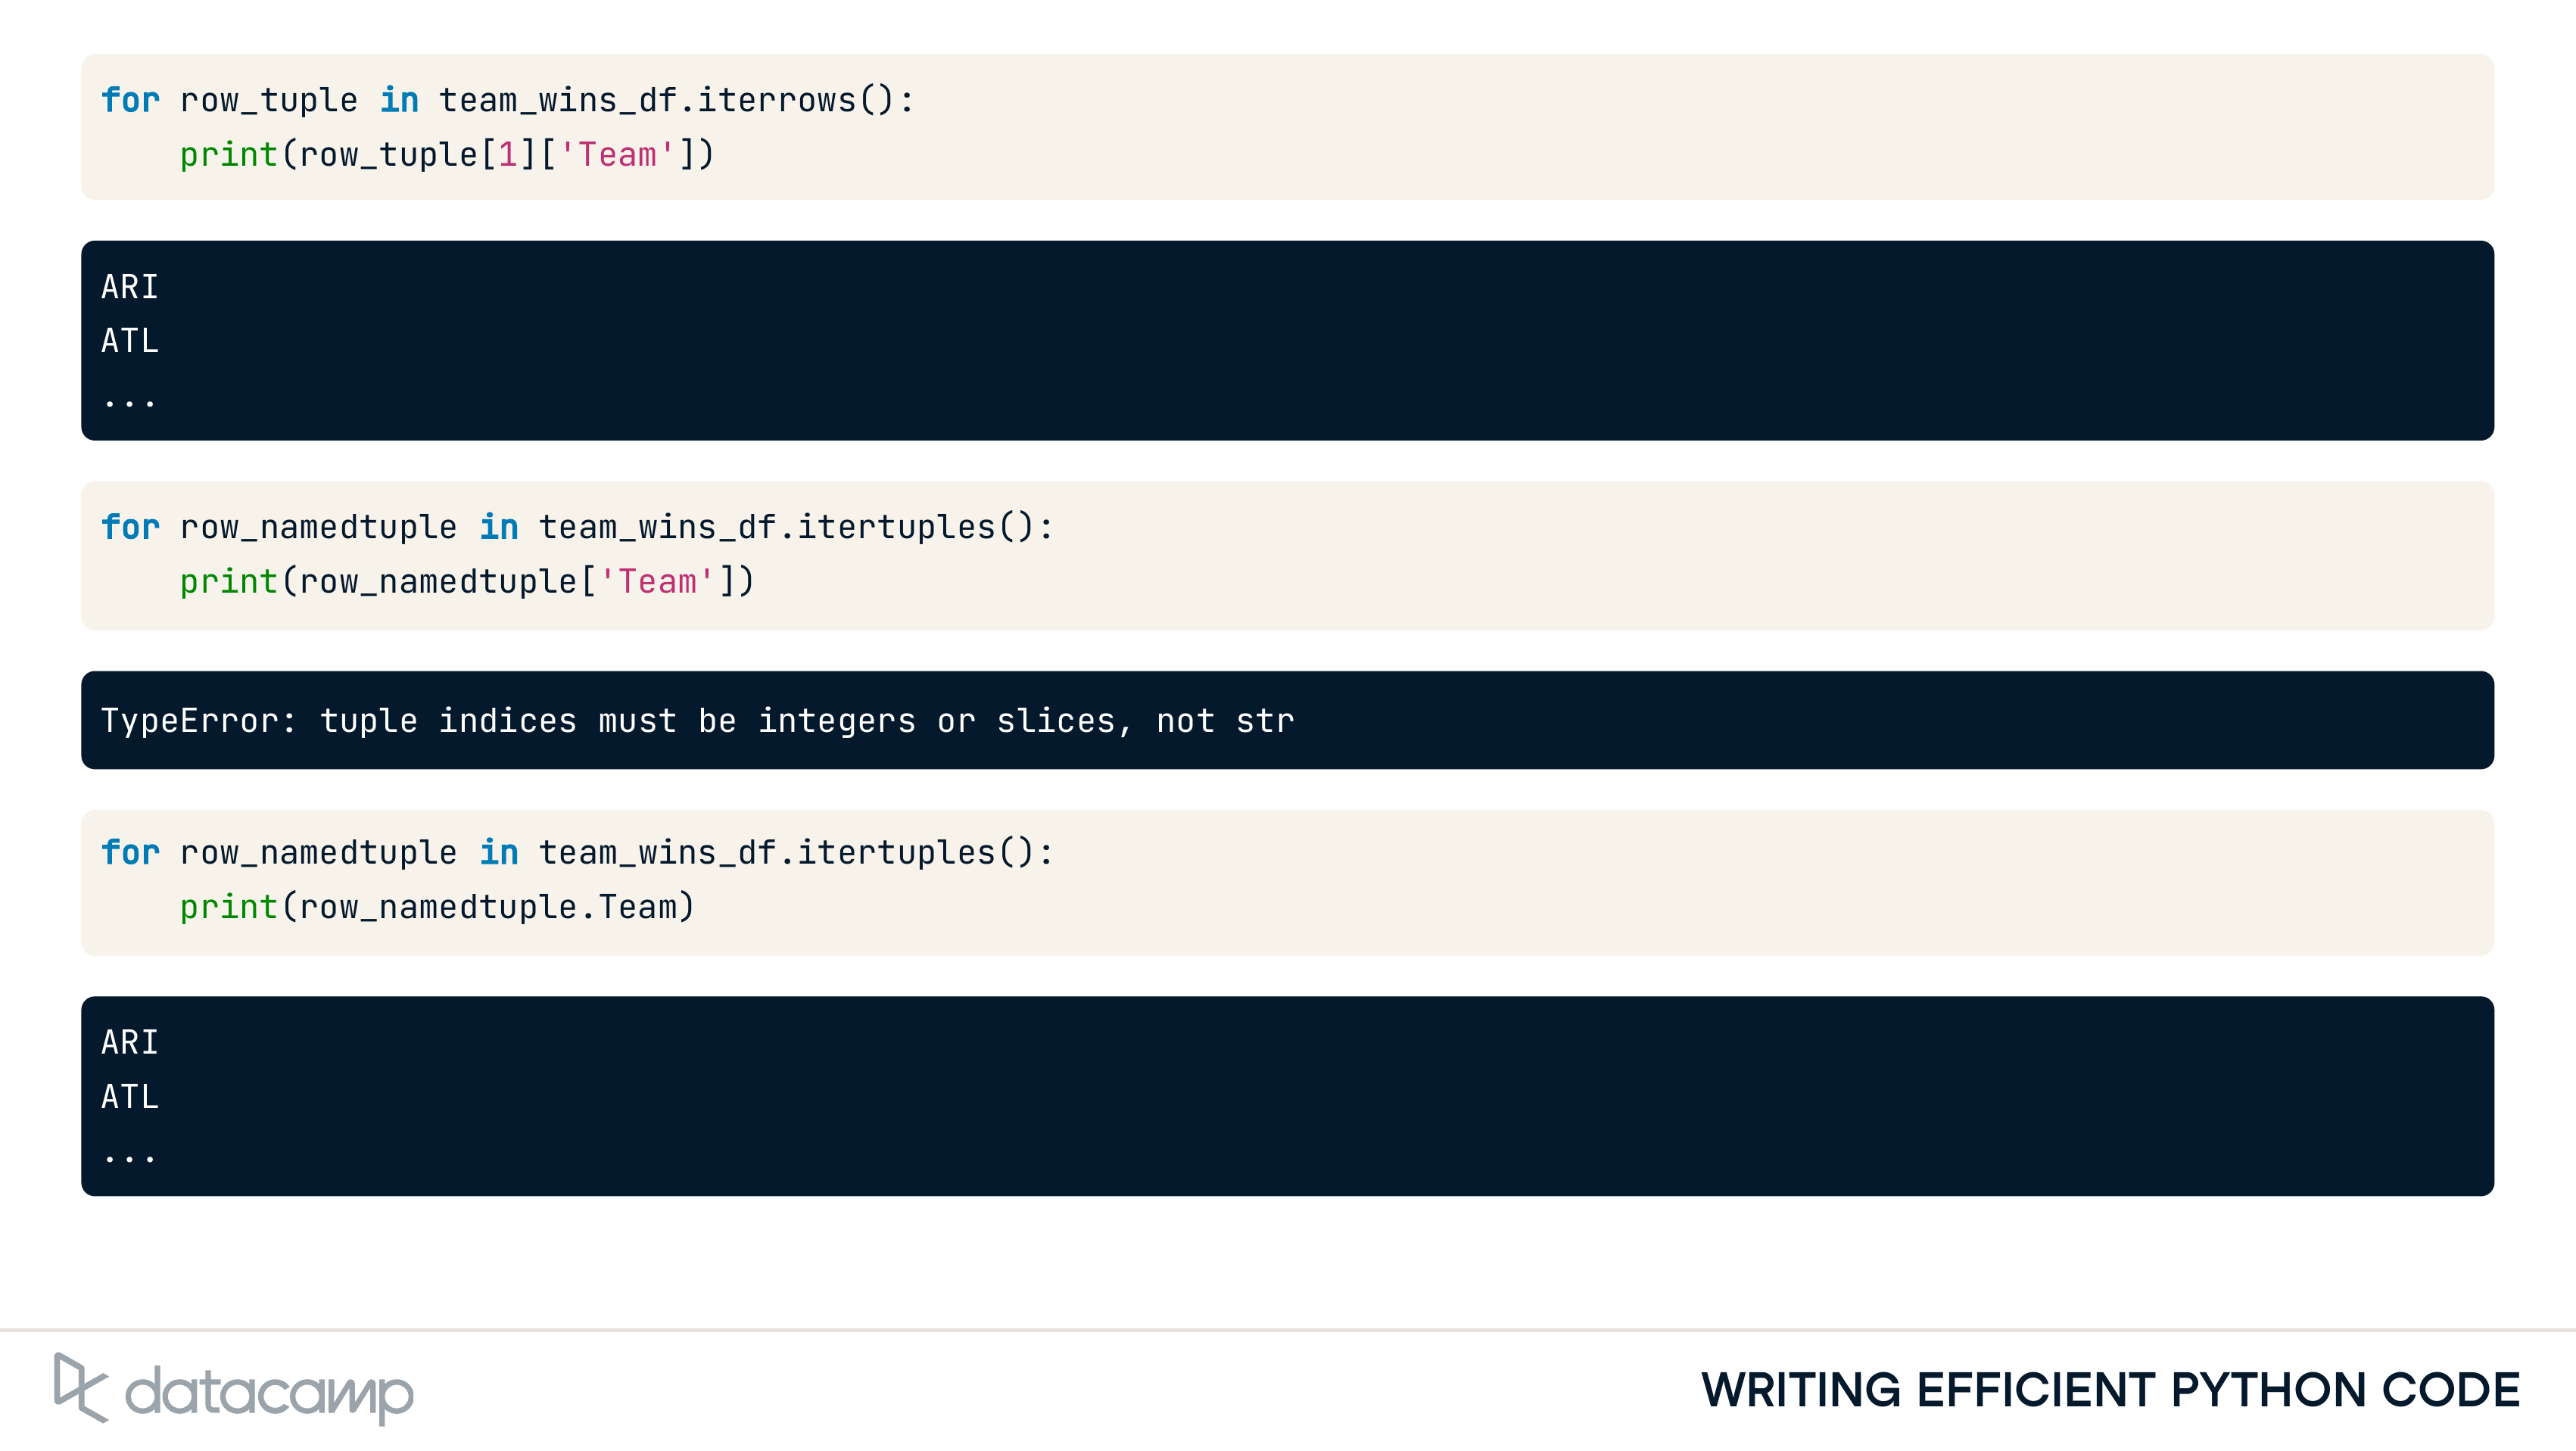 for row_tuple in team_wins_df.iterrows():
    print(row_tuple[1]['Team'])
ARI
ATL
...
for row_namedtuple in team_wins_df.itertuples():
    print(row_namedtuple['Team'])
TypeError: tuple indices must be integers or slices, not str
for row_namedtuple in team_wins_df.itertuples():
    print(row_namedtuple.Team)
ARI
ATL
...
datacamp
WRITING EFFICIENT PYTHON CODE